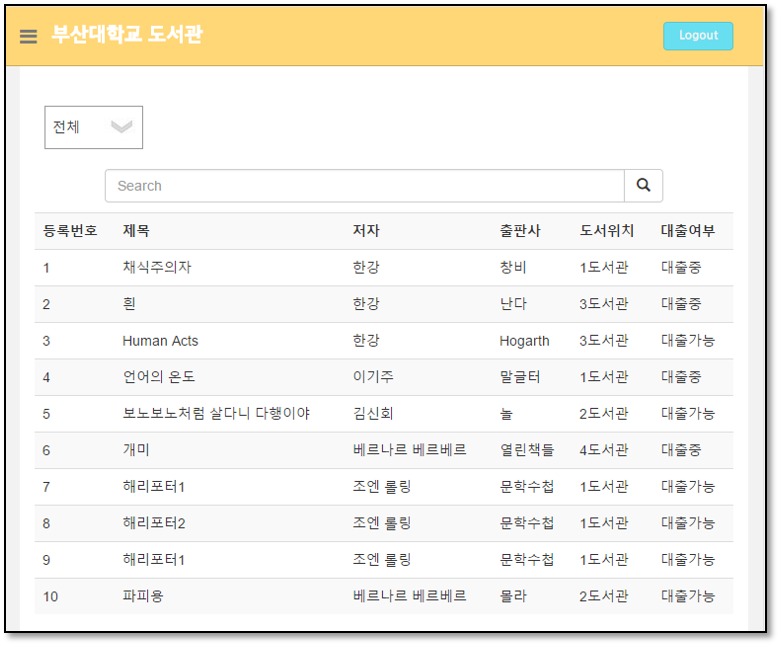 부산대학교 도서관
Logout
전체
Search
등록번호 제목 저자 출판사 도서위치 대출여부
1 채식주의자 한강 창비 1도서관 대출중
2 흰 한강 난다 3도서관 대출중
3 Human Acts 한강 Hogarth 3도서관 대출가능
4 언어의 온도 이기주 말글터 1도서관 대출중
5 보노보노처럼 살다니 다행이야 김신회 놀 2도서관 대출가능
6 개미 베르나르 베르베르 열린책들 4도서관 대출중
7 해리포터1 조엔 롤링 문학수첩 1도서관 대출가능
8 해리포터2 조엔 롤링 문학수첩 1도서관 대출가능
9 해리포터1 조엔 롤링 문학수첩 1도서관 대출가능
10 파피용 베르나르 베르베르 몰라 2도서관 대출가능